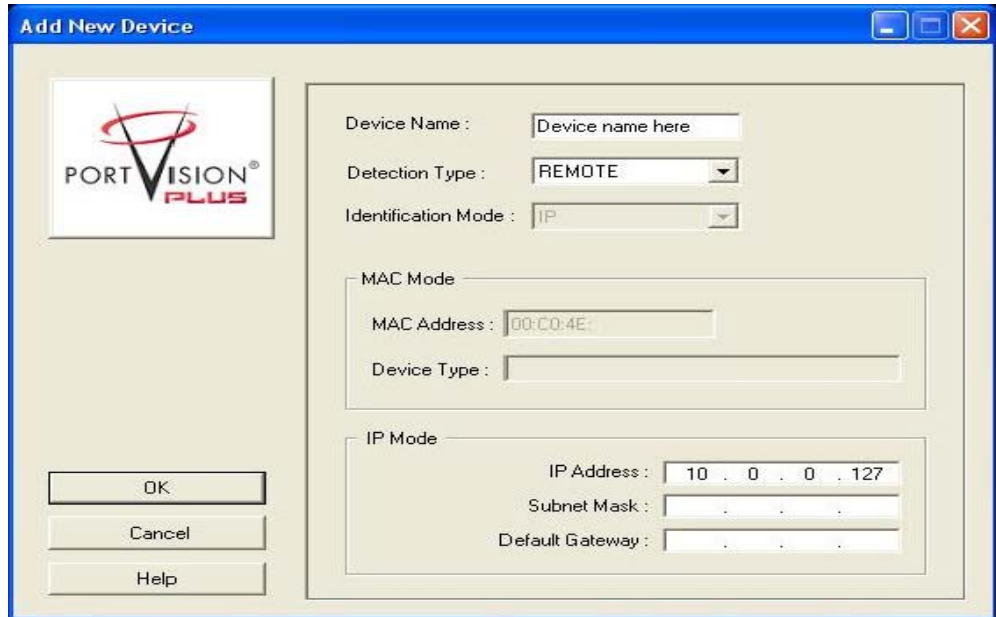 Add New Device
PORTVISION®
PLUS
Device Name : Device name here
Detection Type : REMOTE
Identification Mode : IP
MAC Mode
MAC Address : 00:C0:4E:
Device Type :
IP Mode
IP Address : 10 . 0 . 0 . 127
Subnet Mask : . . .
Default Gateway : . . .
OK
Cancel
Help